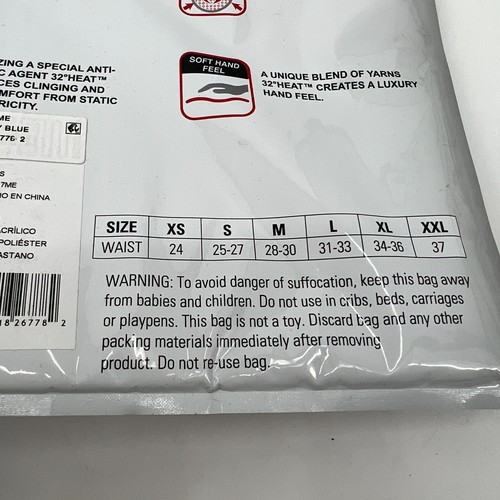 ZING A SPECIAL ANTI-
C AGENT 32°HEAT™
CES CLINGING AND
MFORT FROM STATIC
RICITY.
SOFT HAND
FEEL
A UNIQUE BLEND OF YARNS
32°HEAT™ CREATES A LUXURY
HAND FEEL.
ME
BLUE
776 2
S
7ME
O EN CHINA
ACRÍLICO
POLIÉSTER
ASTANO
1826778 2
SIZE XS S M L XL XXL
WAIST 24 25-27 28-30 31-33 34-36 37
WARNING: To avoid danger of suffocation, keep this bag away
from babies and children. Do not use in cribs, beds, carriages
or playpens. This bag is not a toy. Discard bag and any other
packing materials immediately after removing
product. Do not re-use bag.